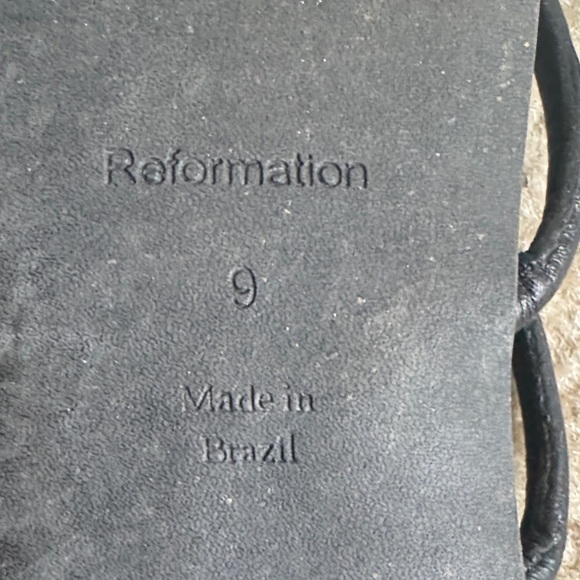 Reformation
9
Made in
Brazil